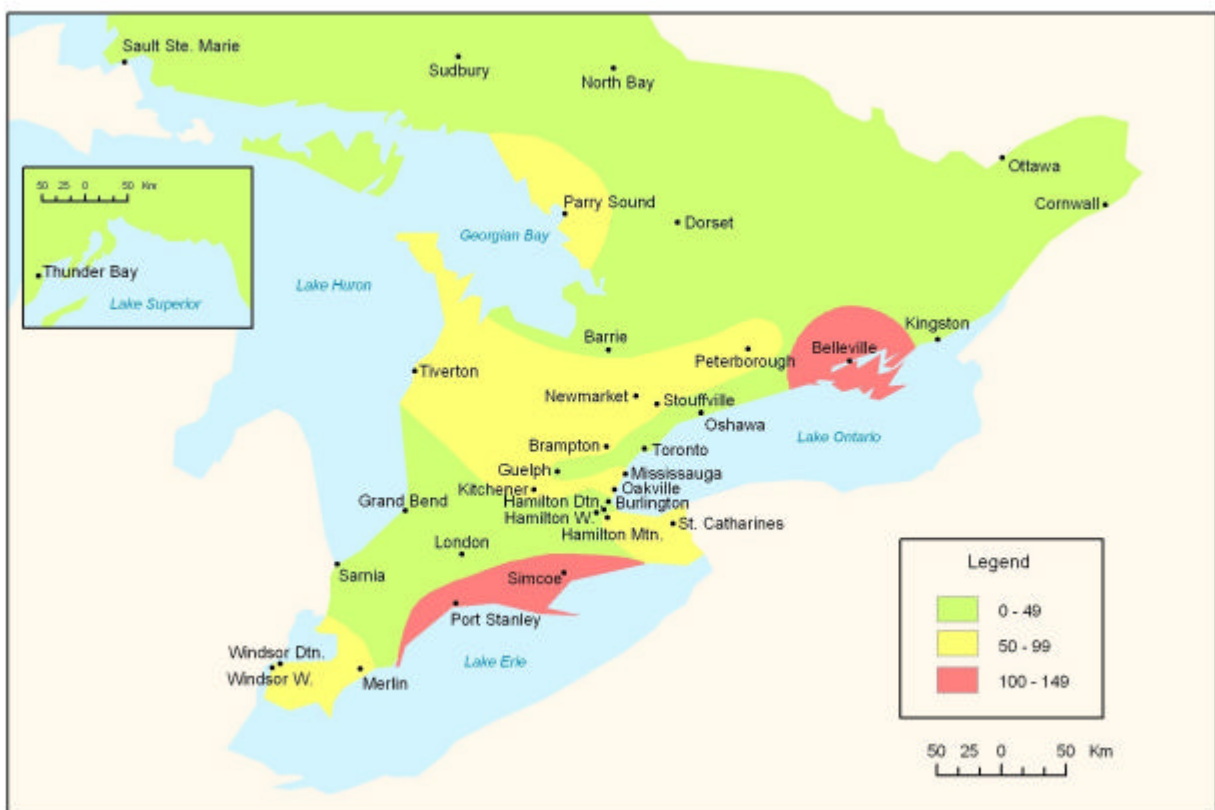 Sault Ste. Marie
Sudbury
North Bay
Ottawa
Cornwall
50 25 0 50 Km
Thunder Bay
Lake Superior
Parry Sound
Georgian Bay
Dorset
Lake Huron
Barrie
Peterborough
Belleville
Kingston
Tiverton
Newmarket
Stouffville
Oshawa
Lake Ontario
Brampton
Toronto
Guelph
Mississauga
Kitchener
Oakville
Grand Bend
Hamilton Dtn.
Burlington
Hamilton W.
St. Catharines
Hamilton Mtn.
London
Sarnia
Simcoe
Port Stanley
Windsor Dtn.
Windsor W.
Merlin
Lake Erie
Legend
0 - 49
50 - 99
100 - 149
50 25 0 50 Km